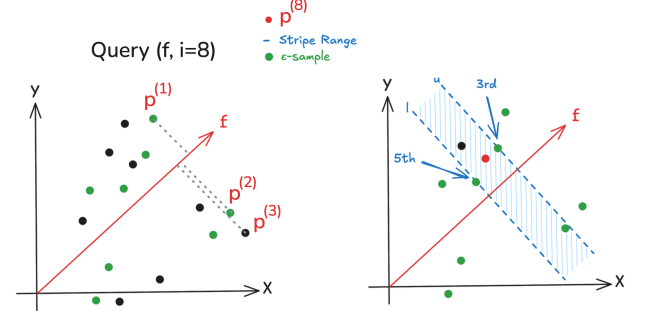 p(8)
Stripe Range
ε-sample
Query (f, i=8)
y
p(1)
f
p(2)
p(3)
x
y
u
3rd
l
f
5th
x